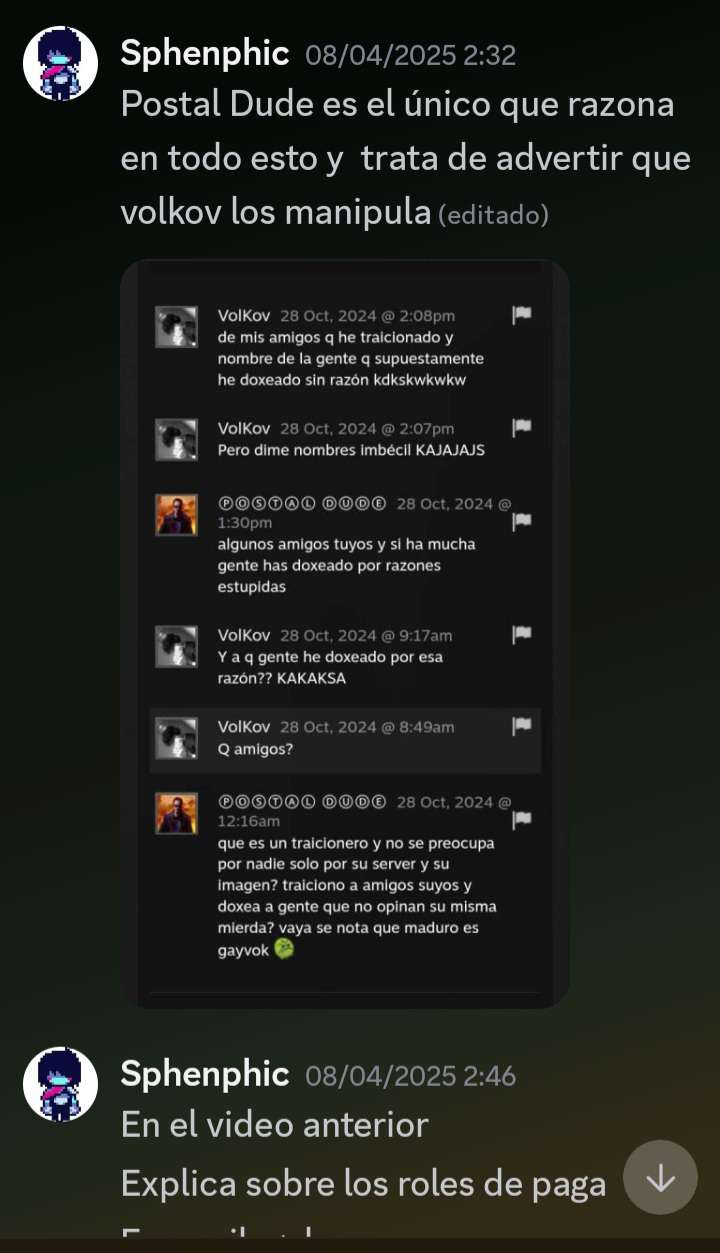 Sphenphic 08/04/2025 2:32
Postal Dude es el único que razona
en todo esto y trata de advertir que
volkov los manipula (editado)
VolKov 28 Oct, 2024 @ 2:08pm
de mis amigos q he traicionado y
nombre de la gente q supuestamente
he doxeado sin razón kdkskwkwkw
VolKov 28 Oct, 2024 @ 2:07pm
Pero dime nombres imbécil KAJAJAJS
ⓅⓄⓈⓉⒶⓁ ⒹⓊⒹⒺ 28 Oct, 2024 @
1:30pm
algunos amigos tuyos y si ha mucha
gente has doxeado por razones
estupidas
VolKov 28 Oct, 2024 @ 9:17am
Y a q gente he doxeado por esa
razón?? KAKAKSA
VolKov 28 Oct, 2024 @ 8:49am
Q amigos?
ⓅⓄⓈⓉⒶⓁ ⒹⓊⒹⒺ 28 Oct, 2024 @
12:16am
que es un traicionero y no se preocupa
por nadie solo por su server y su
imagen? traiciono a amigos suyos y
doxea a gente que no opinan su misma
mierda? vaya se nota que maduro es
gayvok
Sphenphic 08/04/2025 2:46
En el video anterior
Explica sobre los roles de paga